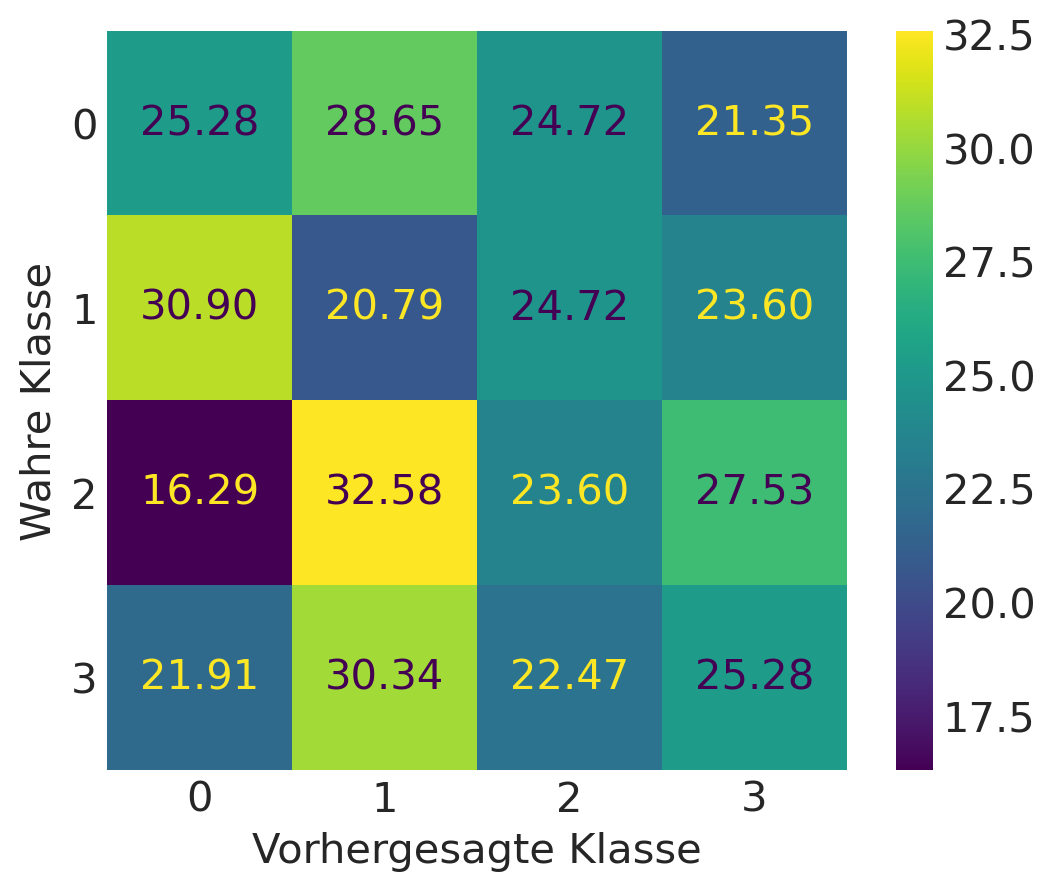 0 25.28 28.65 24.72 21.35
1 30.90 20.79 24.72 23.60
2 16.29 32.58 23.60 27.53
3 21.91 30.34 22.47 25.28
0 1 2 3
Vorhergesagte Klasse
Wahre Klasse
32.5
30.0
27.5
25.0
22.5
20.0
17.5